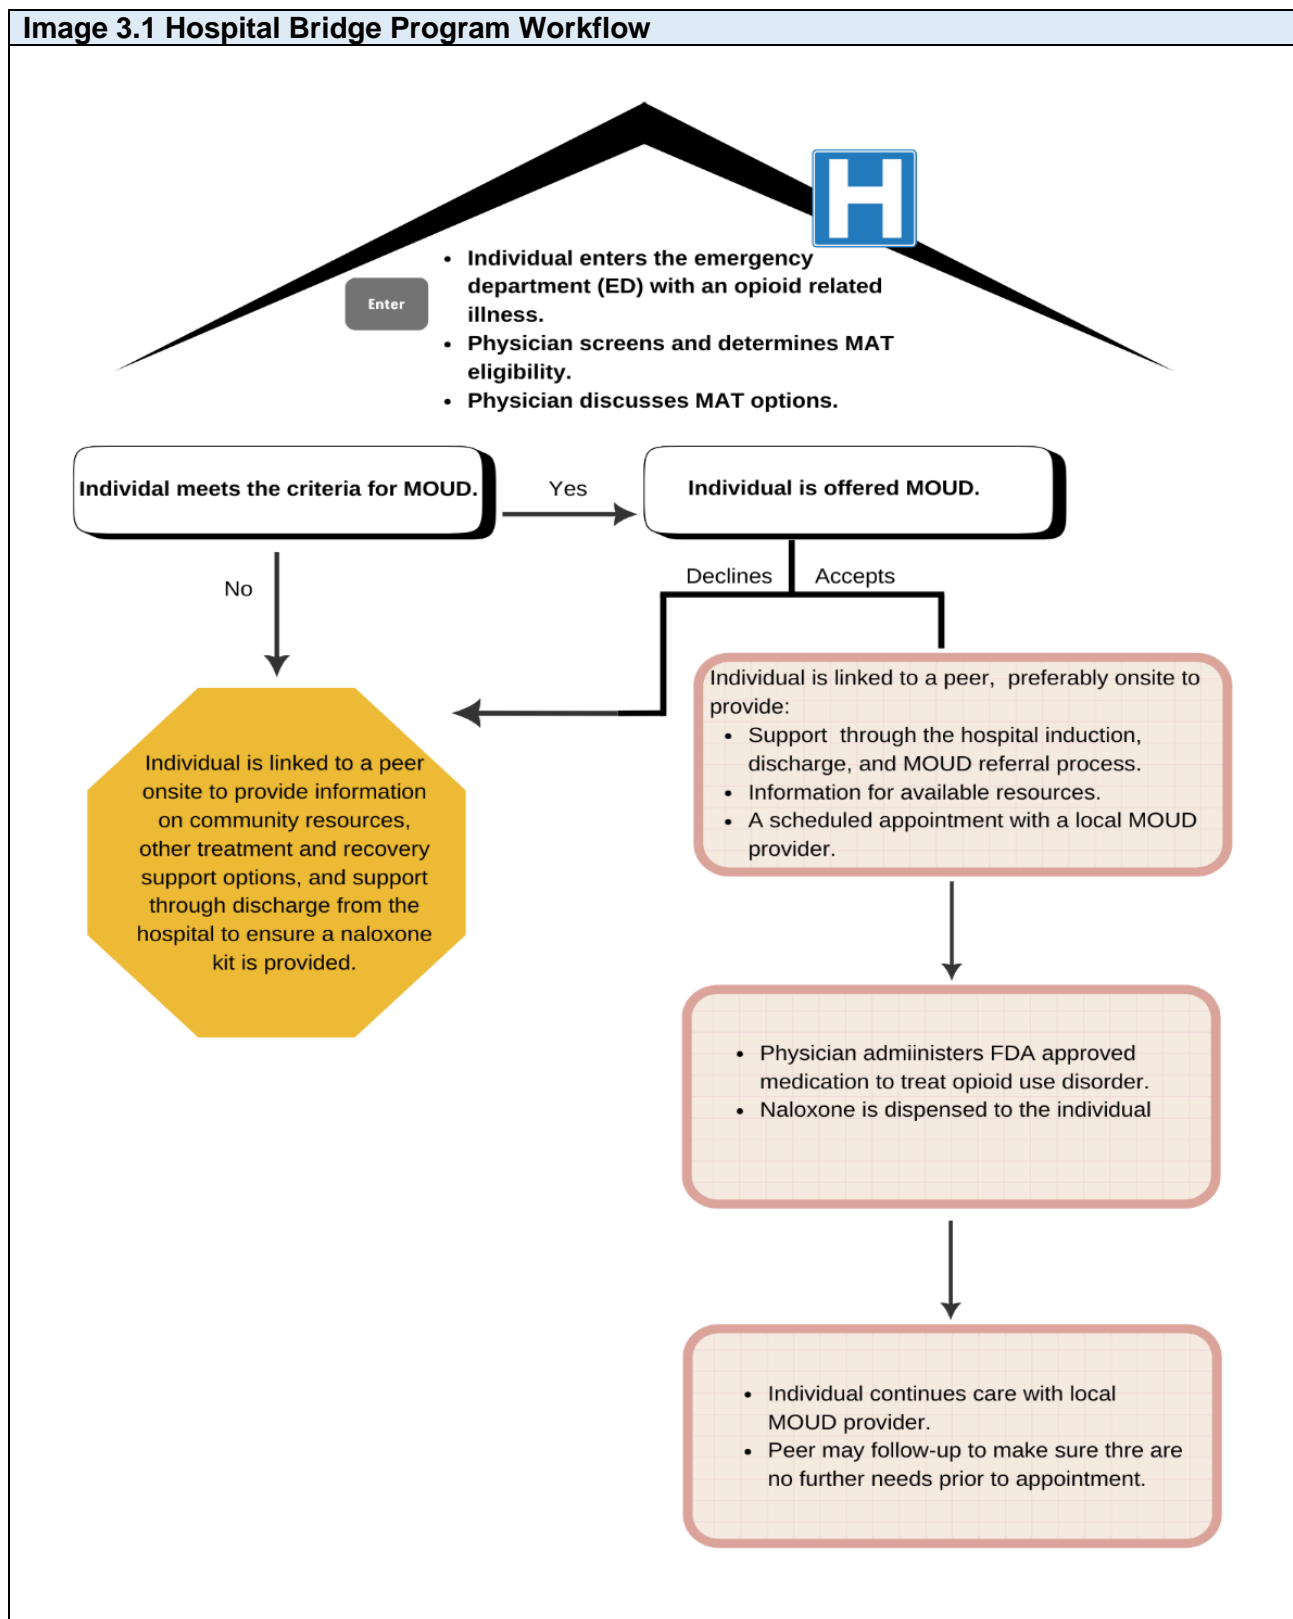 Image 3.1 Hospital Bridge Program Workflow
H
Enter
• Individual enters the emergency
department (ED) with an opioid related
illness.
• Physician screens and determines MAT
eligibility.
• Physician discusses MAT options.
Individal meets the criteria for MOUD.
Yes
Individual is offered MOUD.
No
Declines
Accepts
Individual is linked to a peer
onsite to provide information
on community resources,
other treatment and recovery
support options, and support
through discharge from the
hospital to ensure a naloxone
kit is provided.
Individual is linked to a peer,  preferably onsite to
provide:
• Support  through the hospital induction,
discharge, and MOUD referral process.
• Information for available resources.
• A scheduled appointment with a local MOUD
provider.
• Physician admiinisters FDA approved
medication to treat opioid use disorder.
• Naloxone is dispensed to the individual
• Individual continues care with local
MOUD provider.
• Peer may follow-up to make sure thre are
no further needs prior to appointment.